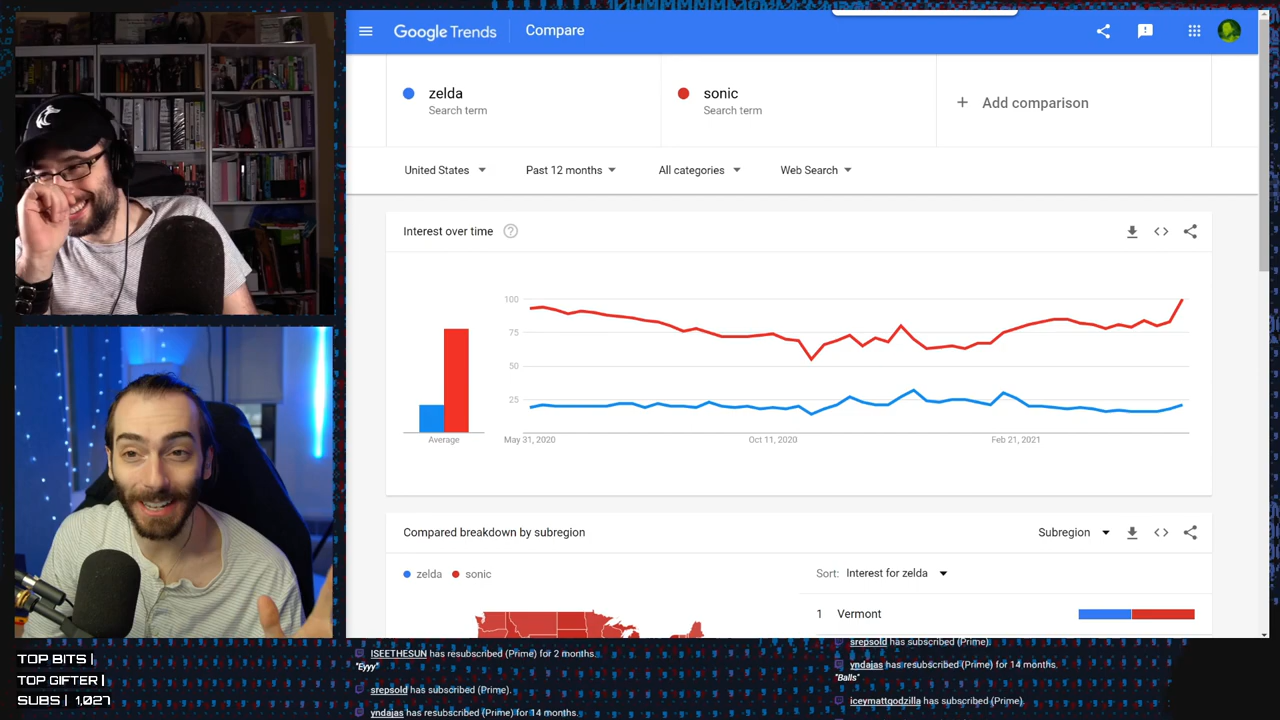 Google Trends
Compare
zelda
Search term
sonic
Search term
+ Add comparison
United States
Past 12 months
All categories
Web Search
Interest over time
?
100
75
50
25
Average
May 31, 2020
Oct 11, 2020
Feb 21, 2021
Compared breakdown by subregion
Subregion
zelda
sonic
Sort: Interest for zelda
1 Vermont
TOP BITS |
TOP GIFTER |
SUBS | 1,027
ISEETHESUN has resubscribed (Prime) for 2 months.
"Eyyy"
srepsold has subscribed (Prime).
yndajas has resubscribed (Prime) for 14 months.
srepsold has subscribed (Prime).
yndajas has resubscribed (Prime) for 14 months.
"Balls"
iceymattgodzilla has subscribed (Prime).